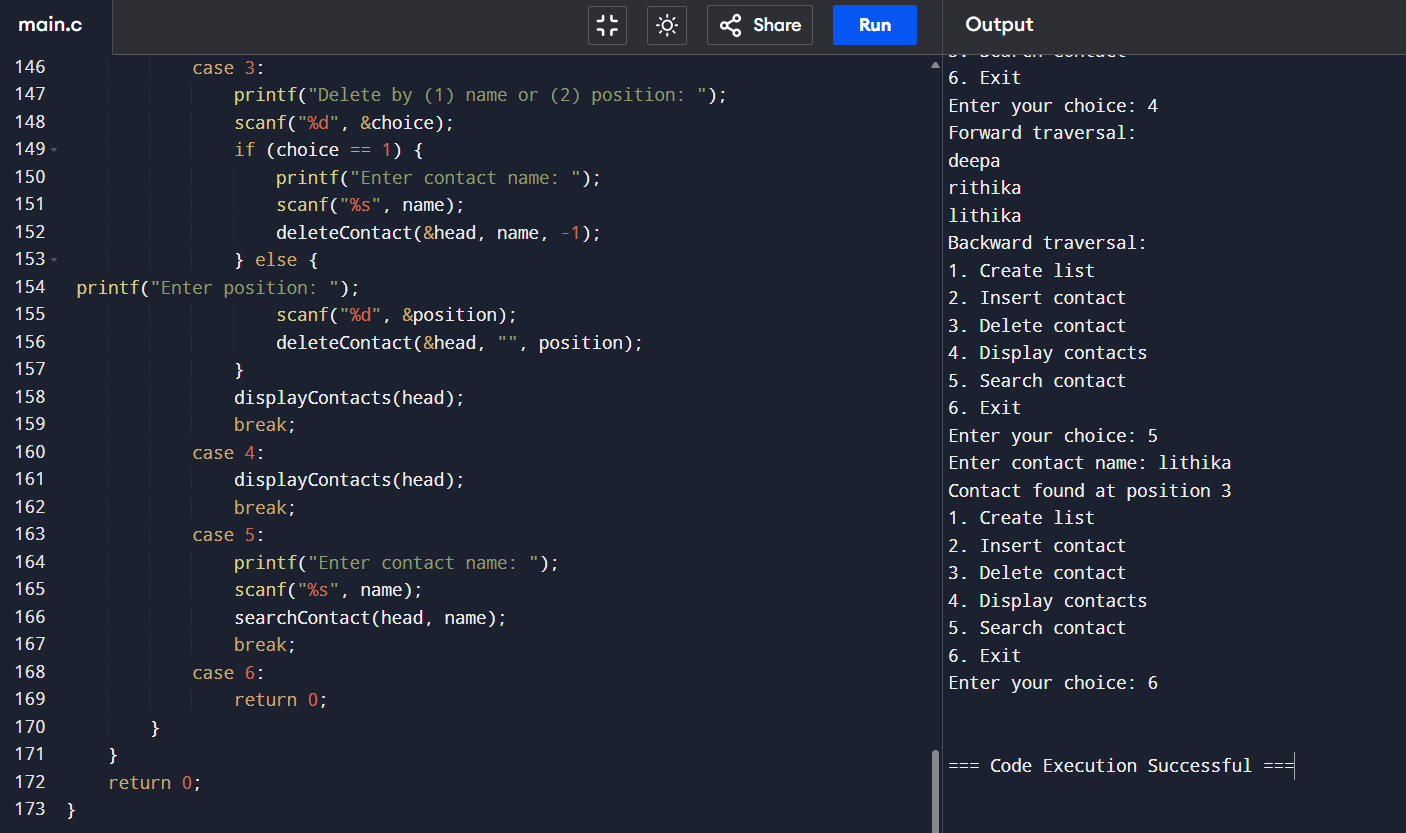 main.c
Share
Run
Output
146 case 3:
147 printf("Delete by (1) name or (2) position: ");
148 scanf("%d", &choice);
149 if (choice == 1) {
150 printf("Enter contact name: ");
151 scanf("%s", name);
152 deleteContact(&head, name, -1);
153 } else {
154 printf("Enter position: ");
155 scanf("%d", &position);
156 deleteContact(&head, "", position);
157 }
158 displayContacts(head);
159 break;
160 case 4:
161 displayContacts(head);
162 break;
163 case 5:
164 printf("Enter contact name: ");
165 scanf("%s", name);
166 searchContact(head, name);
167 break;
168 case 6:
169 return 0;
170 }
171 }
172 return 0;
173 }
5. Search contact
6. Exit
Enter your choice: 4
Forward traversal:
deepa
rithika
lithika
Backward traversal:
1. Create list
2. Insert contact
3. Delete contact
4. Display contacts
5. Search contact
6. Exit
Enter your choice: 5
Enter contact name: lithika
Contact found at position 3
1. Create list
2. Insert contact
3. Delete contact
4. Display contacts
5. Search contact
6. Exit
Enter your choice: 6
=== Code Execution Successful ===